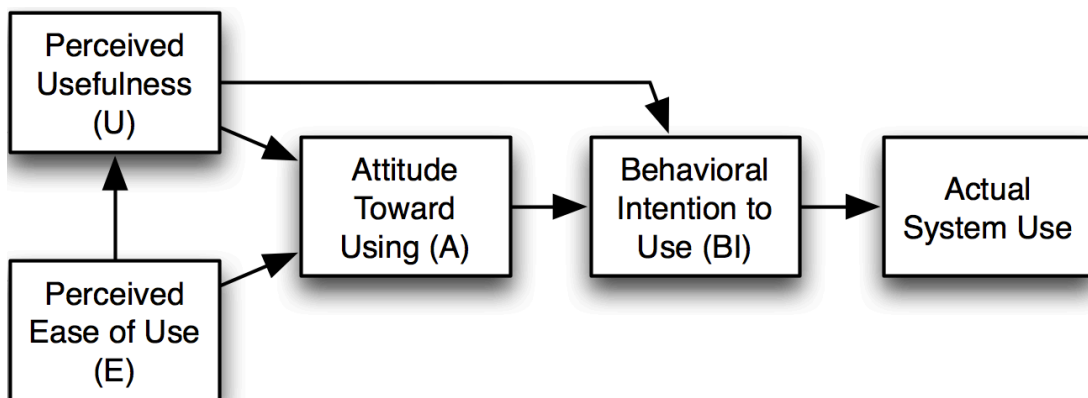 Perceived
Usefulness
(U)
Perceived
Ease of Use
(E)
Attitude
Toward
Using (A)
Behavioral
Intention to
Use (BI)
Actual
System Use